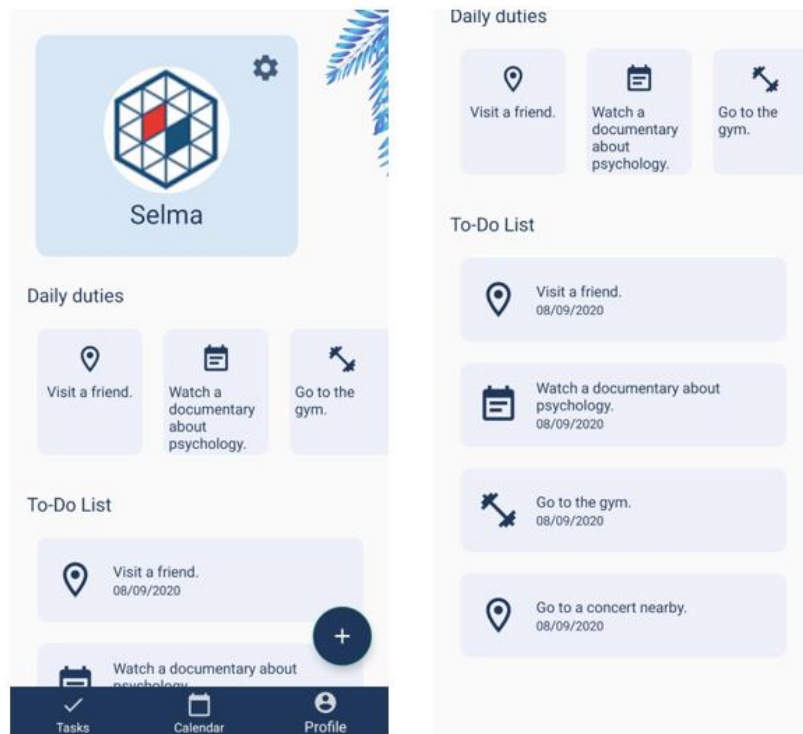 Selma
Daily duties
Visit a friend.
Watch a
documentary
about
psychology.
Go to the
gym.
To-Do List
Visit a friend.
08/09/2020
Watch a documentary about
psychology
+
Tasks
Calendar
Profile
Daily duties
Visit a friend.
Watch a
documentary
about
psychology.
Go to the
gym.
To-Do List
Visit a friend.
08/09/2020
Watch a documentary about
psychology.
08/09/2020
Go to the gym.
08/09/2020
Go to a concert nearby.
08/09/2020